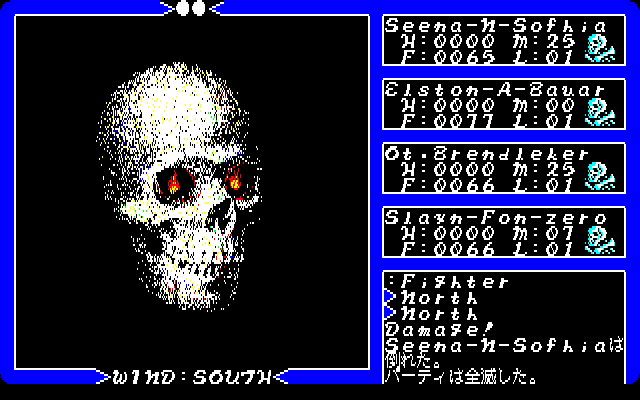 Seena-N-Sofhia
H:0000 M:25
F:0065 L:01
Elston-A-Bauar
H:0000 M:00
F:0077 L:01
Ot.Brendleker
H:0000 M:25
F:0066 L:01
Slayn-Fon-zero
H:0000 M:07
F:0066 L:01
:Fighter
North
North
Damage!
Seena-N-Sofhiaは
倒れた。
パーティは全滅した。
WIND:SOUTH